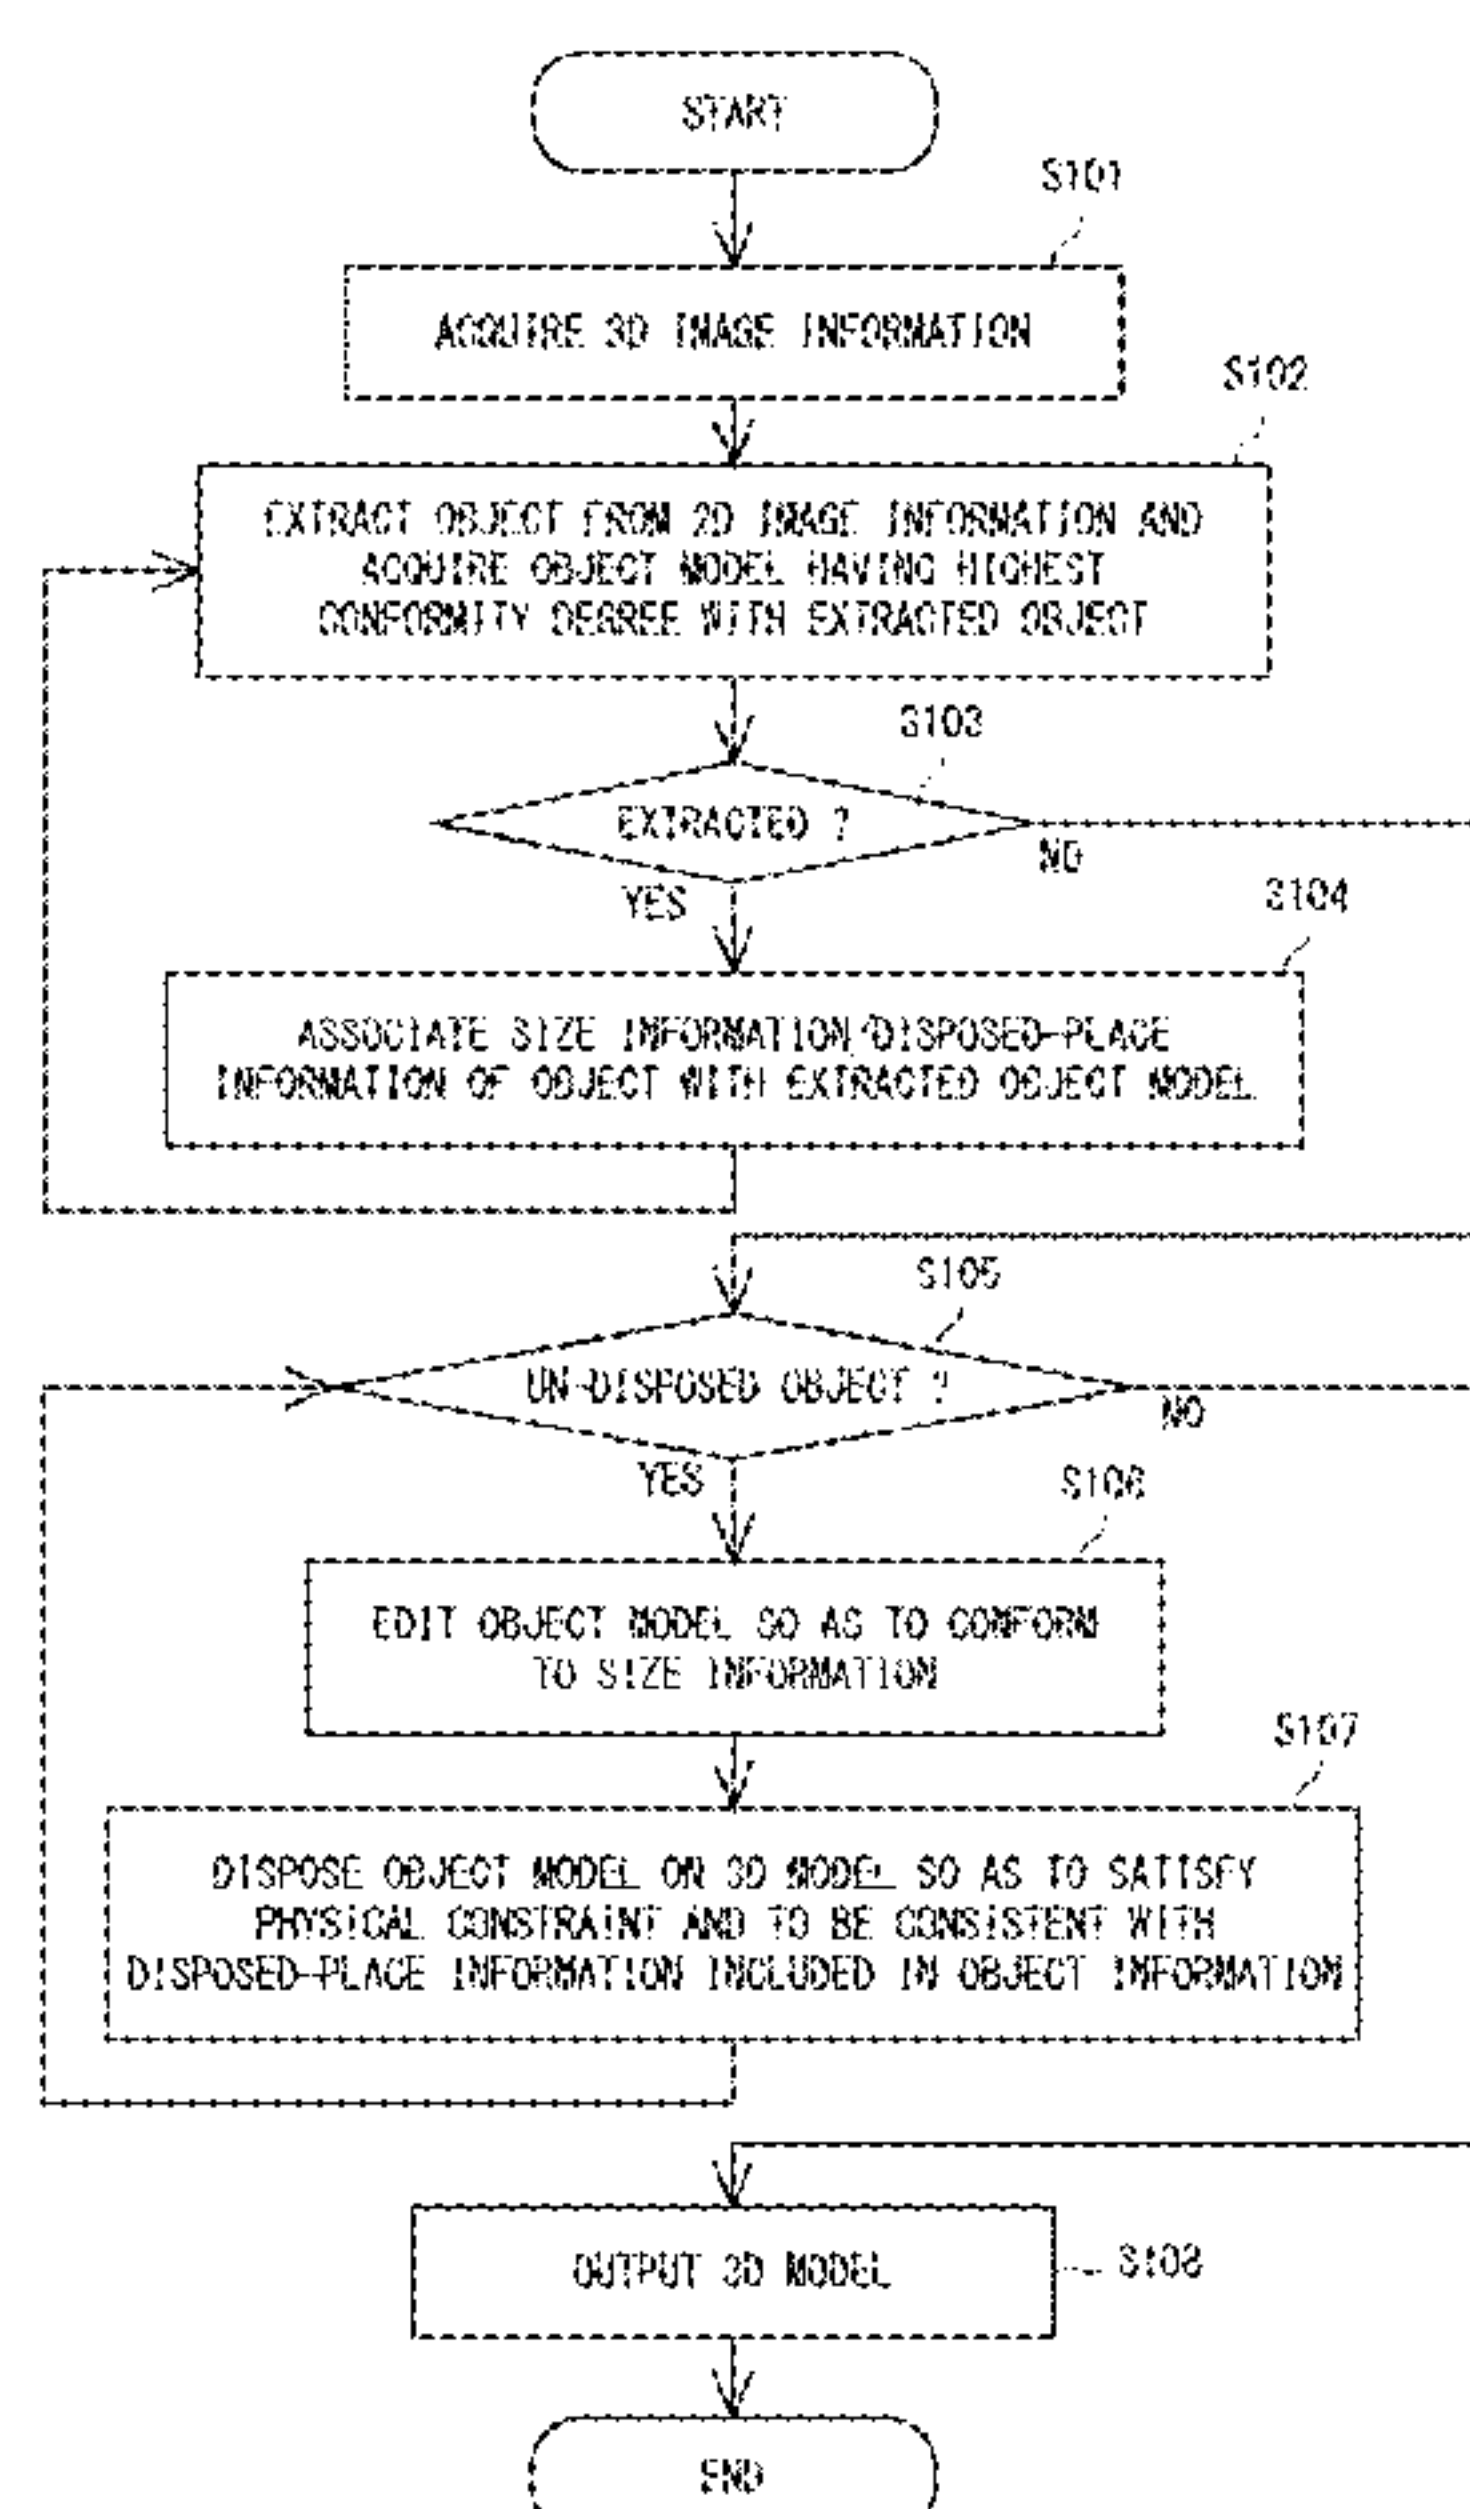 START
S101
ACQUIRE 3D IMAGE INFORMATION
S102
EXTRACT OBJECT FROM 2D IMAGE INFORMATION AND
ACQUIRE OBJECT MODEL HAVING HIGHEST
CONFORMITY DEGREE WITH EXTRACTED OBJECT
S103
EXTRACTED ?
NO
YES
S104
ASSOCIATE SIZE INFORMATION/DISPOSED-PLACE
INFORMATION OF OBJECT WITH EXTRACTED OBJECT MODEL
S105
UN-DISPOSED OBJECT ?
NO
YES
S106
EDIT OBJECT MODEL SO AS TO CONFORM
TO SIZE INFORMATION
S107
DISPOSE OBJECT MODEL ON 3D MODEL SO AS TO SATISFY
PHYSICAL CONSTRAINT AND TO BE CONSISTENT WITH
DISPOSED-PLACE INFORMATION INCLUDED IN OBJECT INFORMATION
OUTPUT 3D MODEL
S108
END